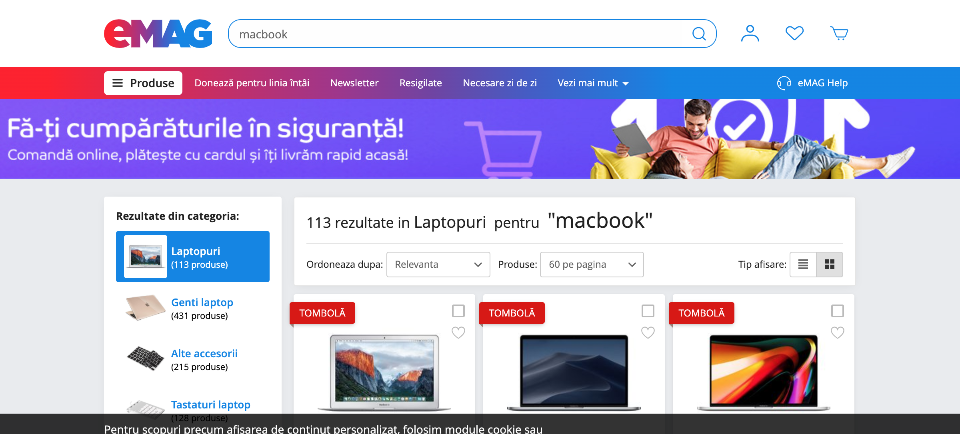 eMAG
macbook
Produse
Donează pentru linia întâi
Newsletter
Resigilate
Necesare zi de zi
Vezi mai mult
eMAG Help
Fă-ți cumpărăturile în siguranță!
Comandă online, plătește cu cardul și îți livrăm rapid acasă!
Rezultate din categoria:
Laptopuri
(113 produse)
Genti laptop
(431 produse)
Alte accesorii
(215 produse)
Tastaturi laptop
(128 produse)
113 rezultate in Laptopuri pentru "macbook"
Ordoneaza dupa: Relevanta
Produse: 60 pe pagina
Tip afisare:
TOMBOLĂ
TOMBOLĂ
TOMBOLĂ
Pentru scopuri precum afișarea de conținut personalizat, folosim module cookie sau